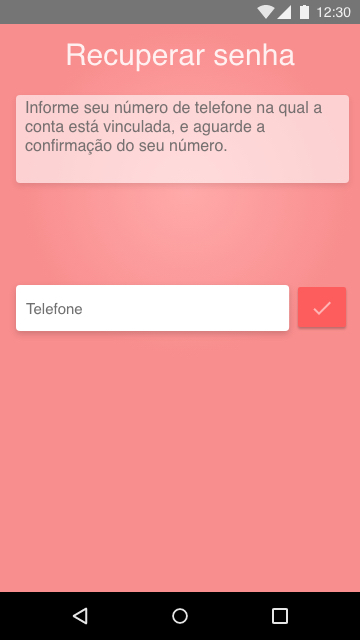 12:30
Recuperar senha
Informe seu número de telefone na qual a
conta está vinculada, e aguarde a
confirmação do seu número.
Telefone